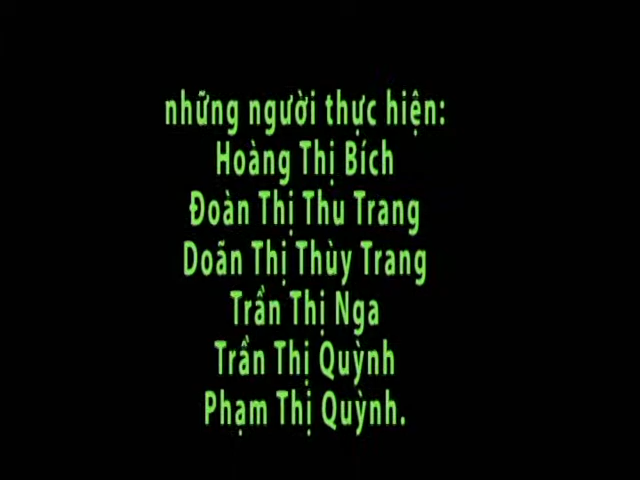 những người thực hiện:
Hoàng Thị Bích
Đoàn Thị Thu Trang
Doãn Thị Thùy Trang
Trần Thị Nga
Trần Thị Quỳnh
Phạm Thị Quỳnh.